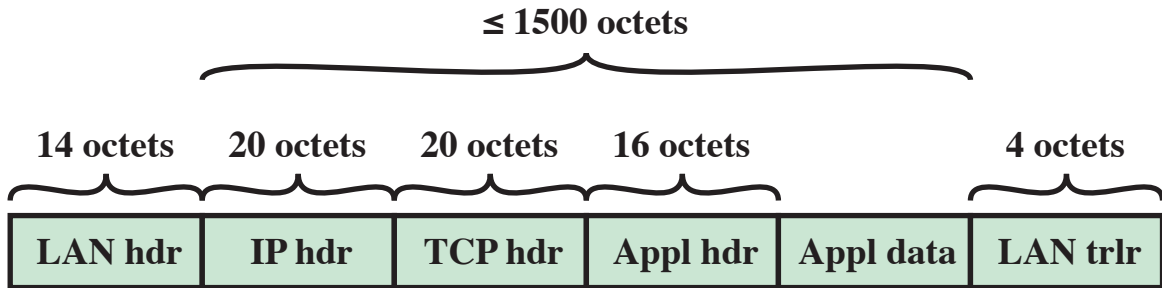 ≤ 1500 octets
14 octets 20 octets 20 octets 16 octets 4 octets
LAN hdr IP hdr TCP hdr Appl hdr Appl data LAN trlr